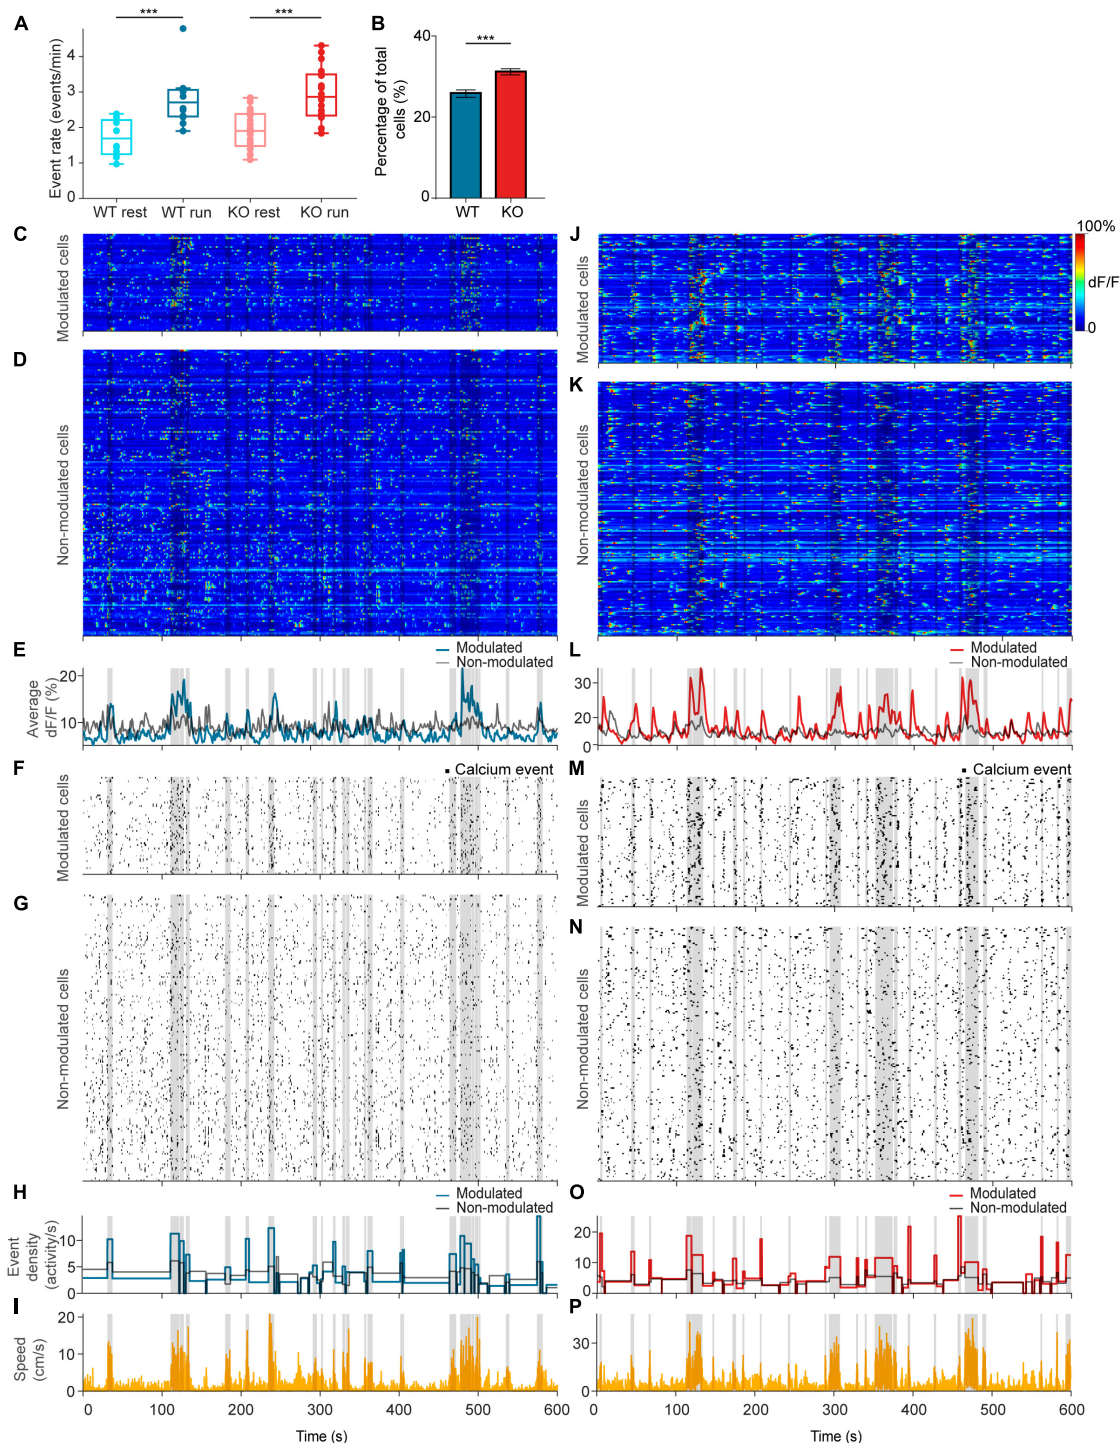 A
***
***
Event rate (events/min)
4
3
2
1
0
WT rest
WT run
KO rest
KO run
B
***
Percentage of total
cells (%)
40
20
0
WT
KO
C
Modulated cells
D
Non-modulated cells
E
Modulated
Non-modulated
Average
dF/F (%)
20
10
F
Calcium event
Modulated cells
G
Non-modulated cells
H
Modulated
Non-modulated
Event
density
(activity/s)
10
5
0
I
Speed
(cm/s)
20
10
0
0
100
200
300
400
500
600
Time (s)
J
Modulated cells
100%
dF/F
0
K
Non-modulated cells
L
Modulated
Non-modulated
30
20
10
0
M
Calcium event
Modulated cells
N
Non-modulated cells
O
Modulated
Non-modulated
20
10
0
P
30
0
0
100
200
300
400
500
600
Time (s)